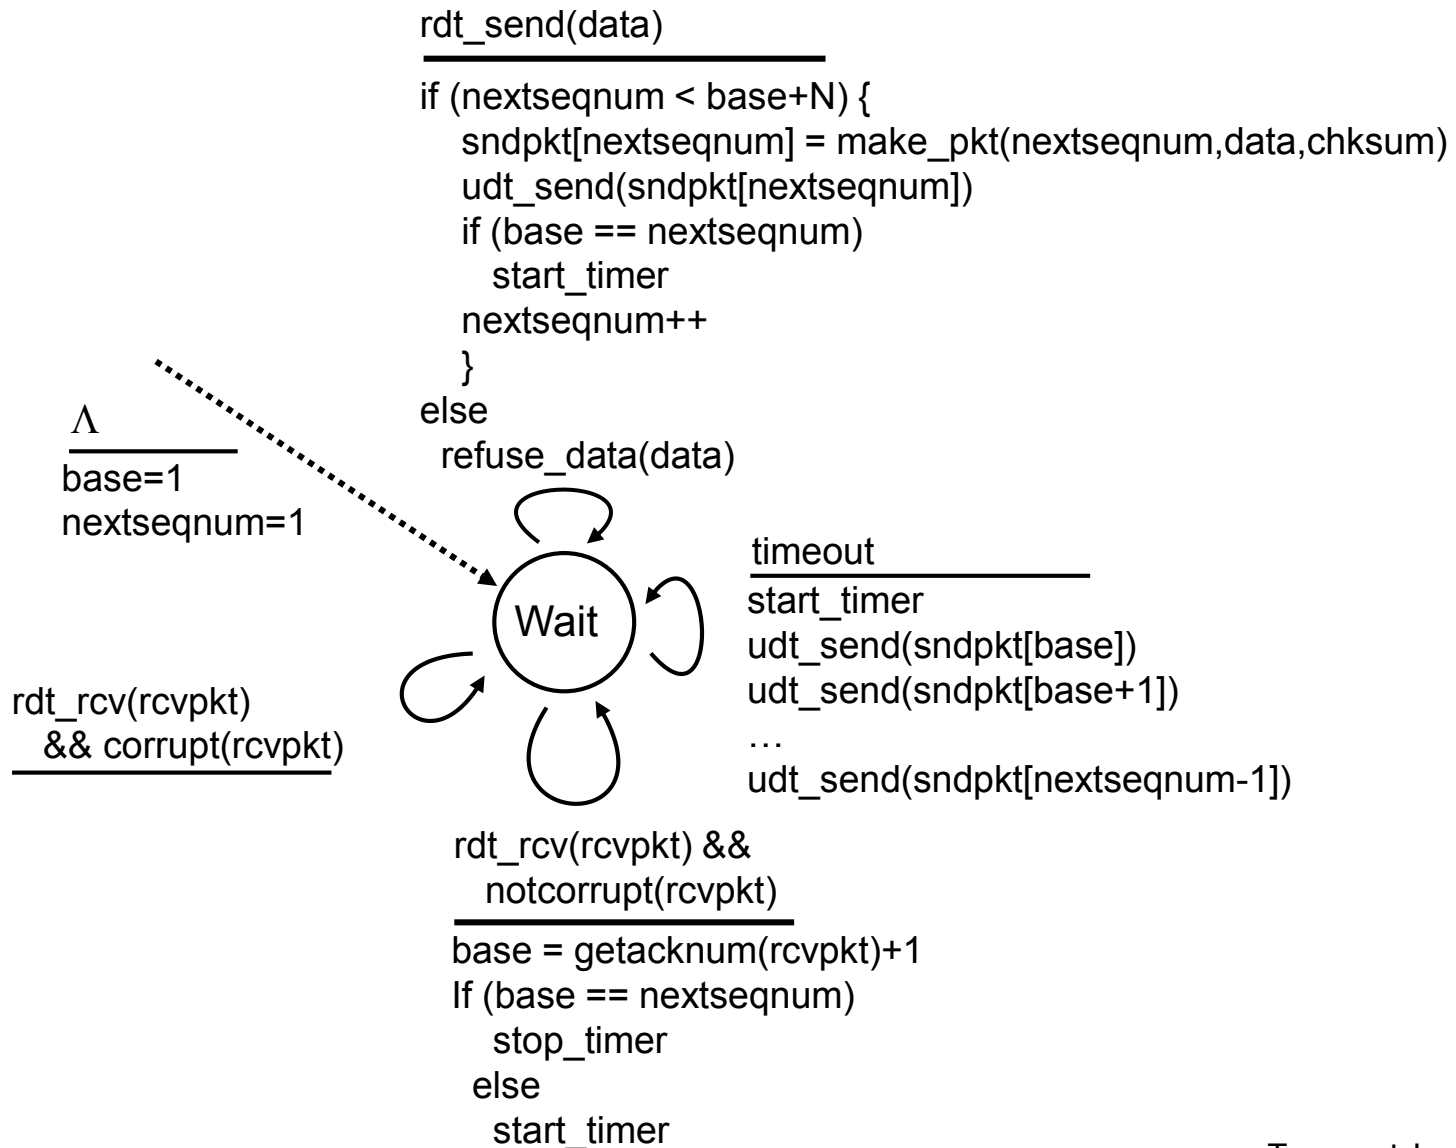 rdt_send(data)
if (nextseqnum < base+N) {
sndpkt[nextseqnum] = make_pkt(nextseqnum,data,chksum)
udt_send(sndpkt[nextseqnum])
if (base == nextseqnum)
start_timer
nextseqnum++
}
else
refuse_data(data)
Λ
base=1
nextseqnum=1
Wait
timeout
start_timer
udt_send(sndpkt[base])
udt_send(sndpkt[base+1])
…
udt_send(sndpkt[nextseqnum-1])
rdt_rcv(rcvpkt)
&& corrupt(rcvpkt)
rdt_rcv(rcvpkt) &&
notcorrupt(rcvpkt)
base = getacknum(rcvpkt)+1
If (base == nextseqnum)
stop_timer
else
start_timer